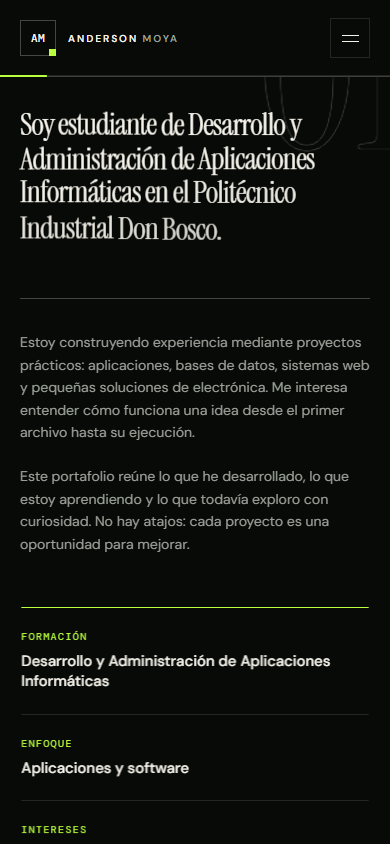 AM
ANDERSON MOYA
01
Soy estudiante de Desarrollo y
Administración de Aplicaciones
Informáticas en el Politécnico
Industrial Don Bosco.
Estoy construyendo experiencia mediante proyectos
prácticos: aplicaciones, bases de datos, sistemas web
y pequeñas soluciones de electrónica. Me interesa
entender cómo funciona una idea desde el primer
archivo hasta su ejecución.
Este portafolio reúne lo que he desarrollado, lo que
estoy aprendiendo y lo que todavía exploro con
curiosidad. No hay atajos: cada proyecto es una
oportunidad para mejorar.
FORMACIÓN
Desarrollo y Administración de Aplicaciones
Informáticas
ENFOQUE
Aplicaciones y software
INTERESES